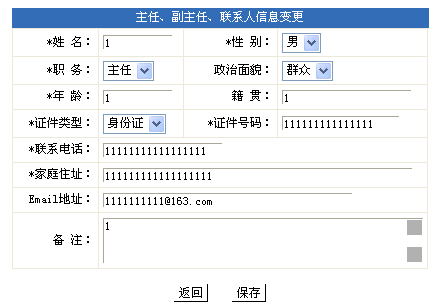 主任、副主任、联系人信息变更
*姓 名： 1 *性 别： 男
*职 务： 主任 政治面貌： 群众
*年 龄： 1 籍 贯： 1
*证件类型： 身份证 *证件号码： 111111111111111
*联系电话： 11111111111111111
*家庭住址： 1111111111111111
Email地址： 1111111111@163.com
备 注： 1
返回 保存